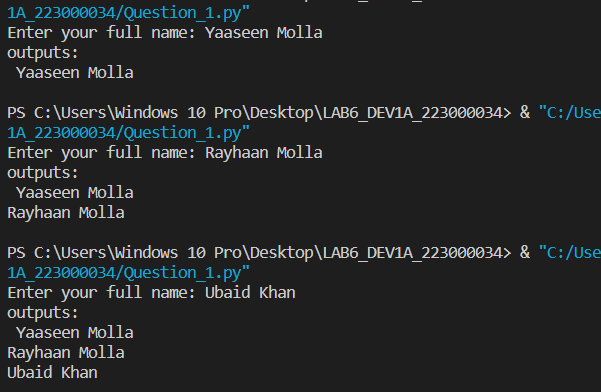 1A_223000034/Question_1.py"
Enter your full name: Yaaseen Molla
outputs:
 Yaaseen Molla
PS C:\Users\Windows 10 Pro\Desktop\LAB6_DEV1A_223000034> & "C:/Use
1A_223000034/Question_1.py"
Enter your full name: Rayhaan Molla
outputs:
 Yaaseen Molla
Rayhaan Molla
PS C:\Users\Windows 10 Pro\Desktop\LAB6_DEV1A_223000034> & "C:/Use
1A_223000034/Question_1.py"
Enter your full name: Ubaid Khan
outputs:
 Yaaseen Molla
Rayhaan Molla
Ubaid Khan